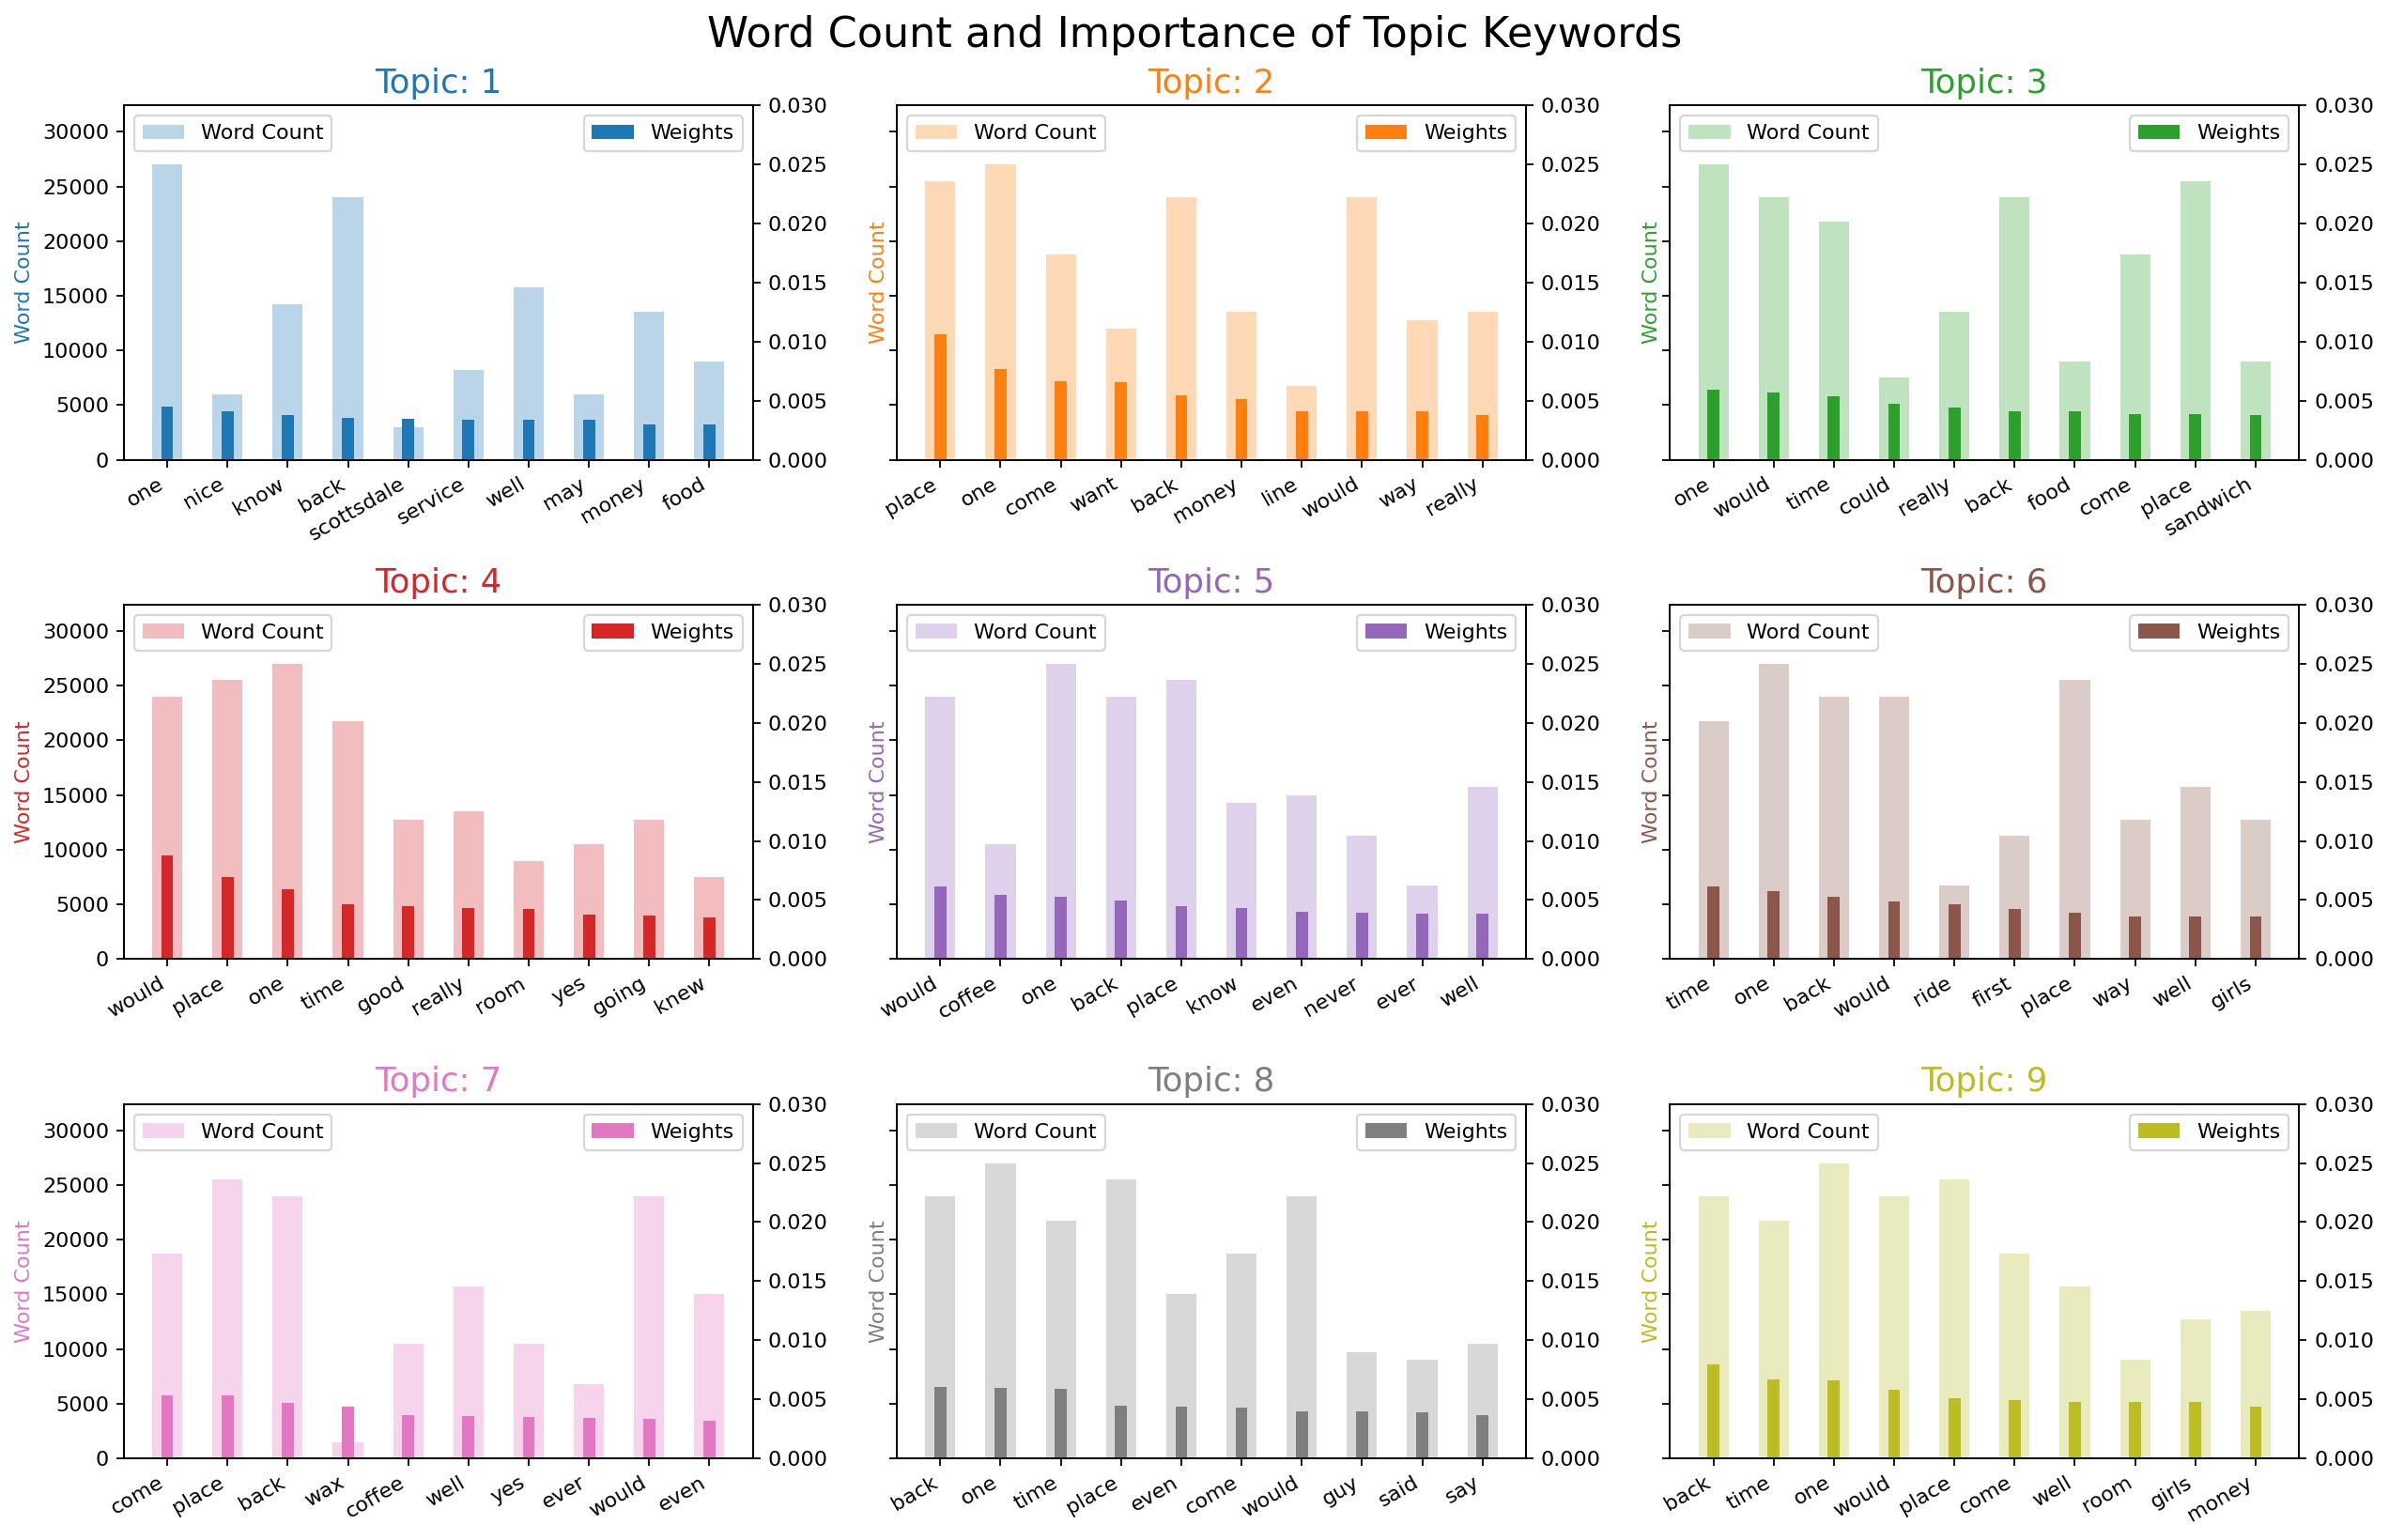 Word Count and Importance of Topic Keywords
Topic: 1
Word Count
Weights
Word Count
30000
25000
20000
15000
10000
5000
0
0.030
0.025
0.020
0.015
0.010
0.005
0.000
one nice know back scottsdale service well may money food
Topic: 2
Word Count
Weights
Word Count
0.030
0.025
0.020
0.015
0.010
0.005
0.000
place one come want back money line would way really
Topic: 3
Word Count
Weights
Word Count
0.030
0.025
0.020
0.015
0.010
0.005
0.000
one would time could really back food come place sandwich
Topic: 4
Word Count
Weights
Word Count
30000
25000
20000
15000
10000
5000
0
0.030
0.025
0.020
0.015
0.010
0.005
0.000
would place one time good really room yes going knew
Topic: 5
Word Count
Weights
Word Count
0.030
0.025
0.020
0.015
0.010
0.005
0.000
would coffee one back place know even never ever well
Topic: 6
Word Count
Weights
Word Count
0.030
0.025
0.020
0.015
0.010
0.005
0.000
time one back would ride first place way well girls
Topic: 7
Word Count
Weights
Word Count
30000
25000
20000
15000
10000
5000
0
0.030
0.025
0.020
0.015
0.010
0.005
0.000
come place back wax coffee well yes ever would even
Topic: 8
Word Count
Weights
Word Count
0.030
0.025
0.020
0.015
0.010
0.005
0.000
back one time place even come would guy said say
Topic: 9
Word Count
Weights
Word Count
0.030
0.025
0.020
0.015
0.010
0.005
0.000
back time one would place come well room girls money